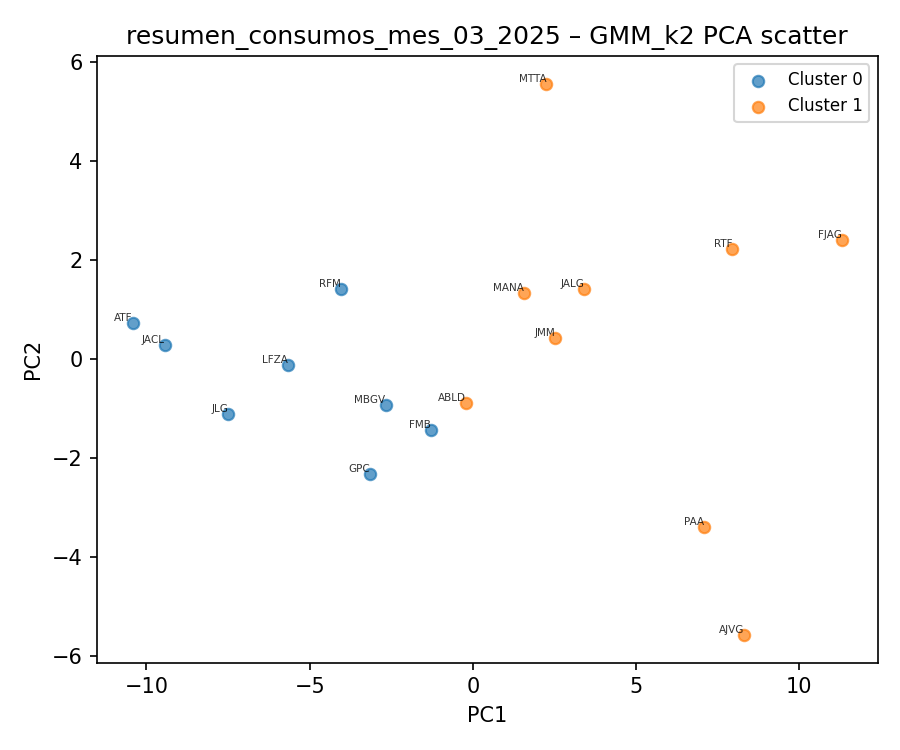 resumen_consumos_mes_03_2025 – GMM_k2 PCA scatter
Cluster 0
Cluster 1
6
4
2
0
−2
−4
−6
PC2
MTTA
FJAG
RTF
RFM
MANA
JALG
ATF
JACL
JMM
LFZA
MBGV
ABLD
JLG
FMB
GPC
PAA
AJVG
−10
−5
0
5
10
PC1